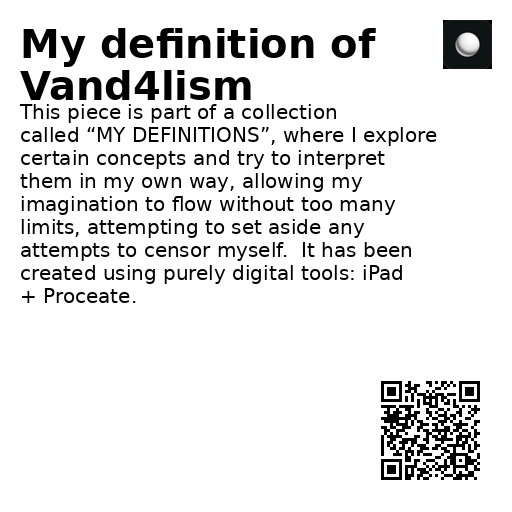 My definition of
Vand4lism
This piece is part of a collection
called “MY DEFINITIONS”, where I explore
certain concepts and try to interpret
them in my own way, allowing my
imagination to flow without too many
limits, attempting to set aside any
attempts to censor myself.  It has been
created using purely digital tools: iPad
+ Proceate.